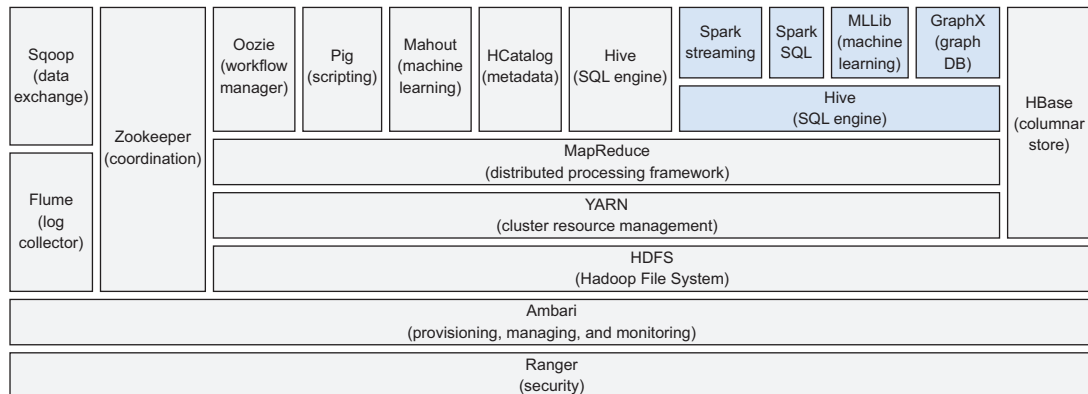 Sqoop
(data
exchange)
Flume
(log
collector)
Zookeeper
(coordination)
Oozie
(workflow
manager)
Pig
(scripting)
Mahout
(machine
learning)
HCatalog
(metadata)
Hive
(SQL engine)
Spark
streaming
Spark
SQL
MLLib
(machine
learning)
GraphX
(graph
DB)
Hive
(SQL engine)
HBase
(columnar
store)
MapReduce
(distributed processing framework)
YARN
(cluster resource management)
HDFS
(Hadoop File System)
Ambari
(provisioning, managing, and monitoring)
Ranger
(security)